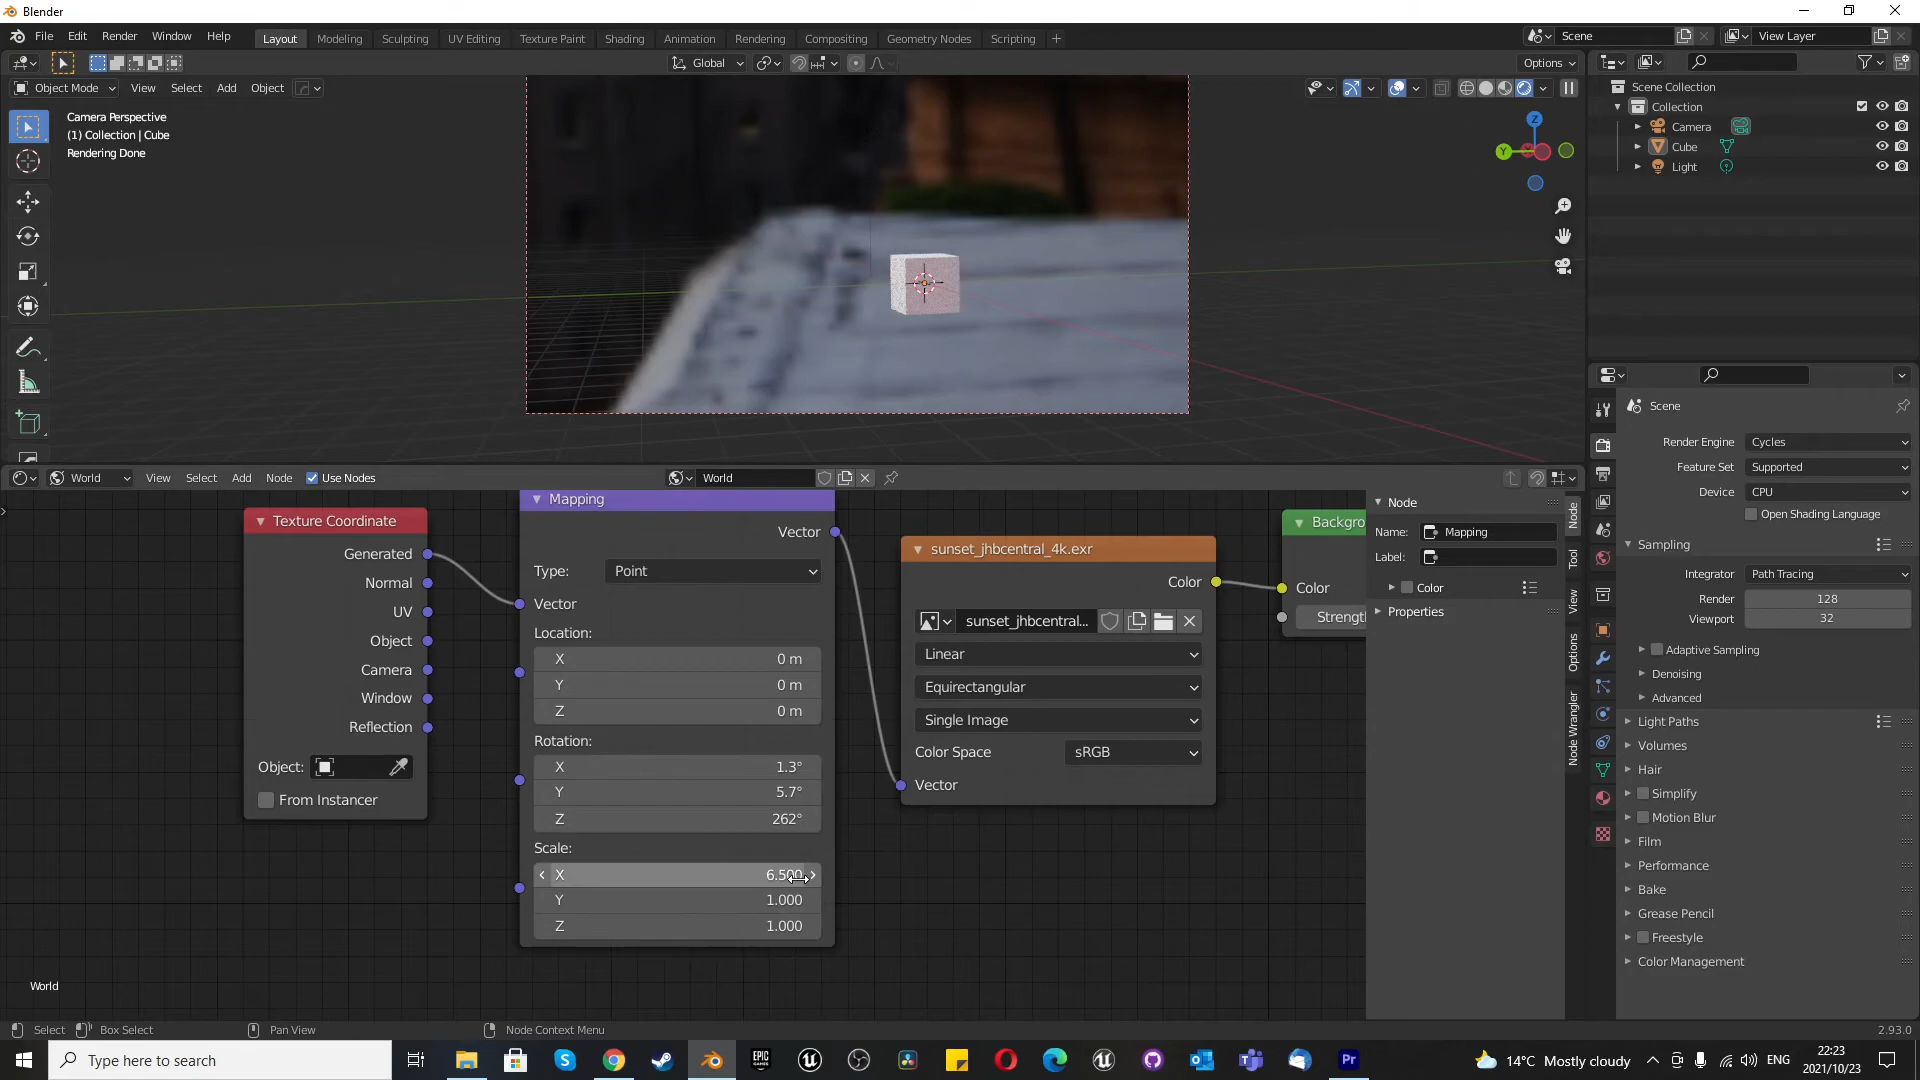 Blender
File Edit Render Window Help
Layout Modeling Sculpting UV Editing Texture Paint Shading Animation Rendering Compositing Geometry Nodes Scripting +
Scene
View Layer
Global
Options
Object Mode View Select Add Object
Camera Perspective
(1) Collection | Cube
Rendering Done
Z
Y
Scene Collection
Collection
Camera
Cube
Light
World View Select Add Node Use Nodes
World
Texture Coordinate
Generated
Normal
UV
Object
Camera
Window
Reflection
Object:
From Instancer
Mapping
Vector
Type: Point
Vector
Location:
X 0 m
Y 0 m
Z 0 m
Rotation:
X 1.3°
Y 5.7°
Z 262°
Scale:
X 6.500
Y 1.000
Z 1.000
sunset_jhbcentral_4k.exr
Color
sunset_jhbcentral...
Linear
Equirectangular
Single Image
Color Space sRGB
Vector
Backgro
Color
Strengt
Node
Name: Mapping
Label:
Color
Properties
Node
Tool
View
Options
Node Wrangler
Scene
Render Engine Cycles
Feature Set Supported
Device CPU
Open Shading Language
Sampling
Integrator Path Tracing
Render 128
Viewport 32
Adaptive Sampling
Denoising
Advanced
Light Paths
Volumes
Hair
Simplify
Motion Blur
Film
Performance
Bake
Grease Pencil
Freestyle
Color Management
World
Select Box Select Pan View Node Context Menu 2.93.0
Type here to search
EPIC GAMES
Pr
14°C Mostly cloudy
ENG
22:23
2021/10/23